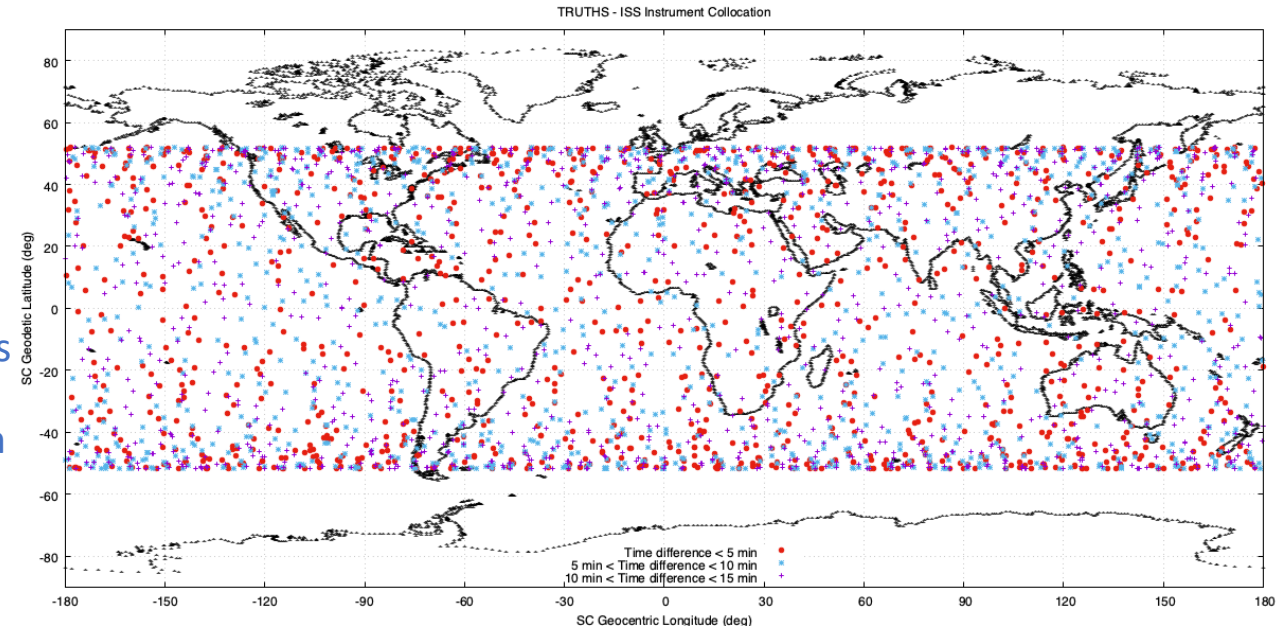 TRUTHS - ISS Instrument Collocation
80
60
40
20
0
-20
-40
-60
-80
SC Geodetic Latitude (deg)
s
Time difference < 5 min
5 min < Time difference < 10 min
10 min < Time difference < 15 min
-180 -150 -120 -90 -60 -30 0 30 60 90 120 150 180
SC Geocentric Longitude (deg)